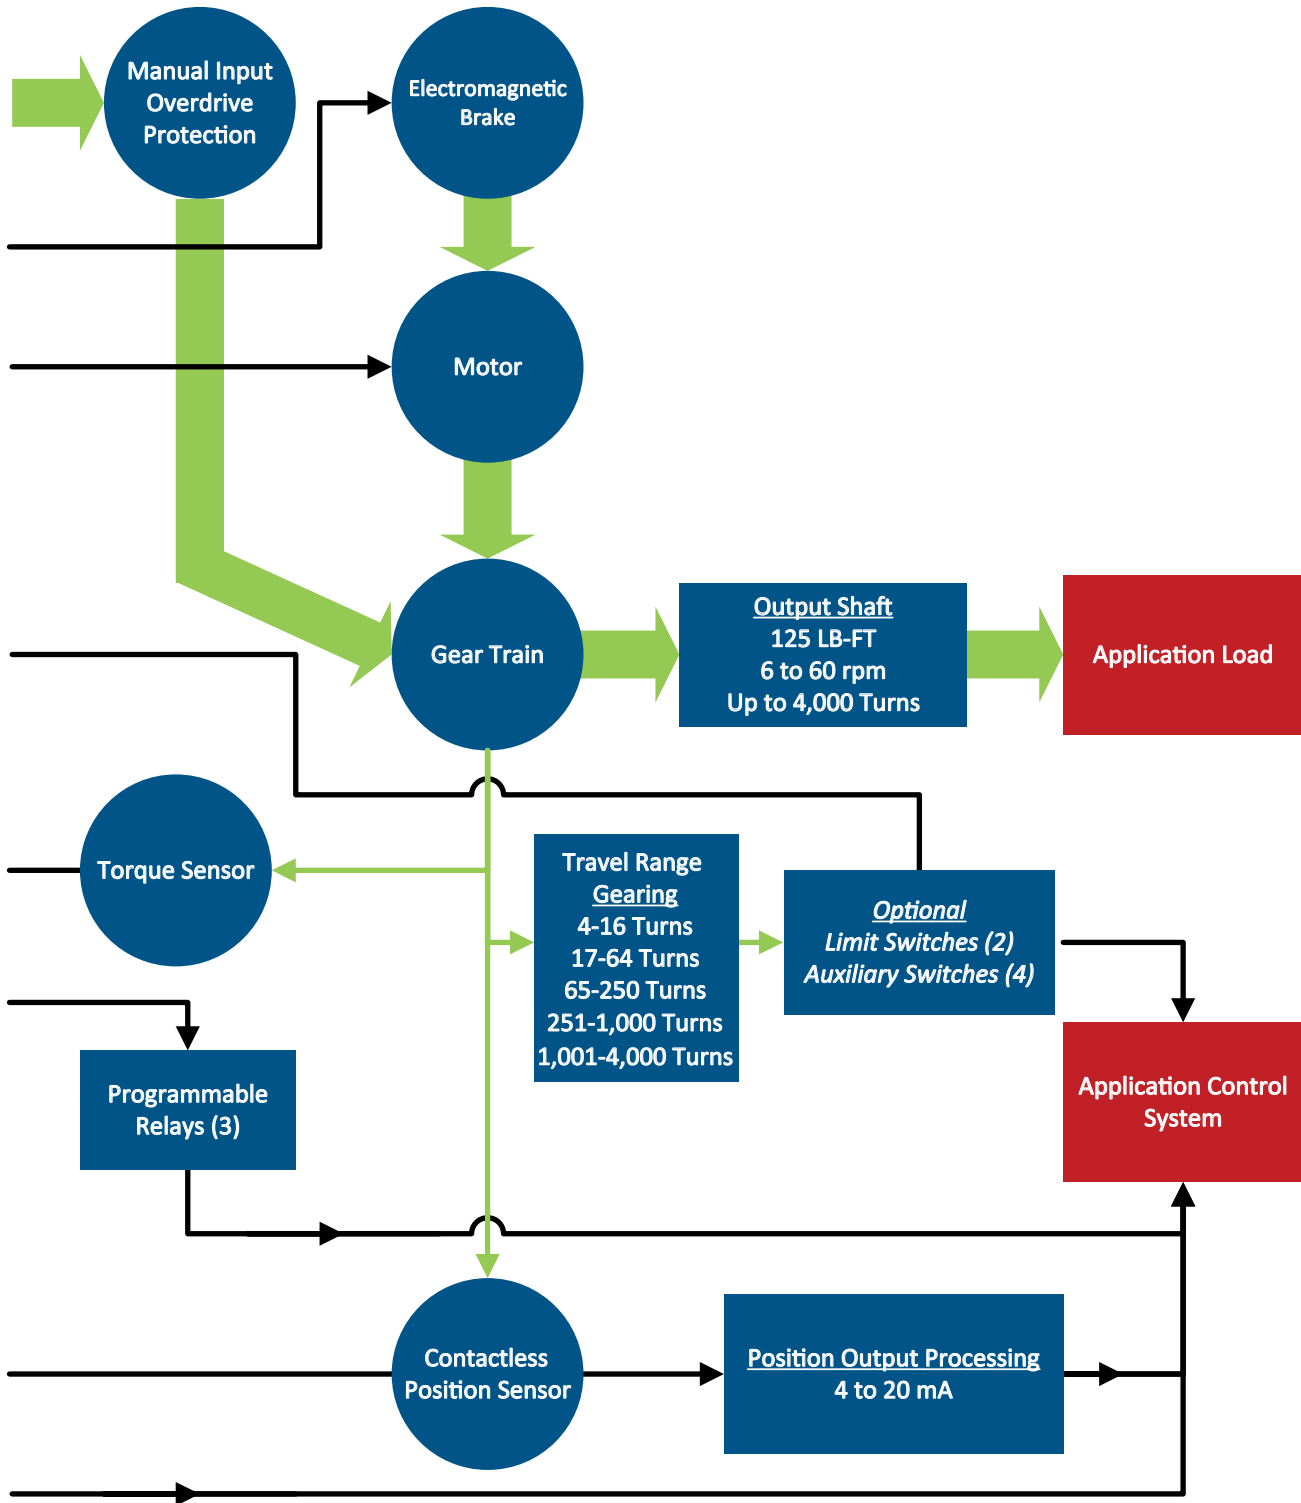 Manual Input
Overdrive
Protection
Electromagnetic
Brake
Motor
Gear Train
Output Shaft
125 LB-FT
6 to 60 rpm
Up to 4,000 Turns
Application Load
Torque Sensor
Travel Range
Gearing
4-16 Turns
17-64 Turns
65-250 Turns
251-1,000 Turns
1,001-4,000 Turns
Optional
Limit Switches (2)
Auxiliary Switches (4)
Programmable
Relays (3)
Application Control
System
Contactless
Position Sensor
Position Output Processing
4 to 20 mA